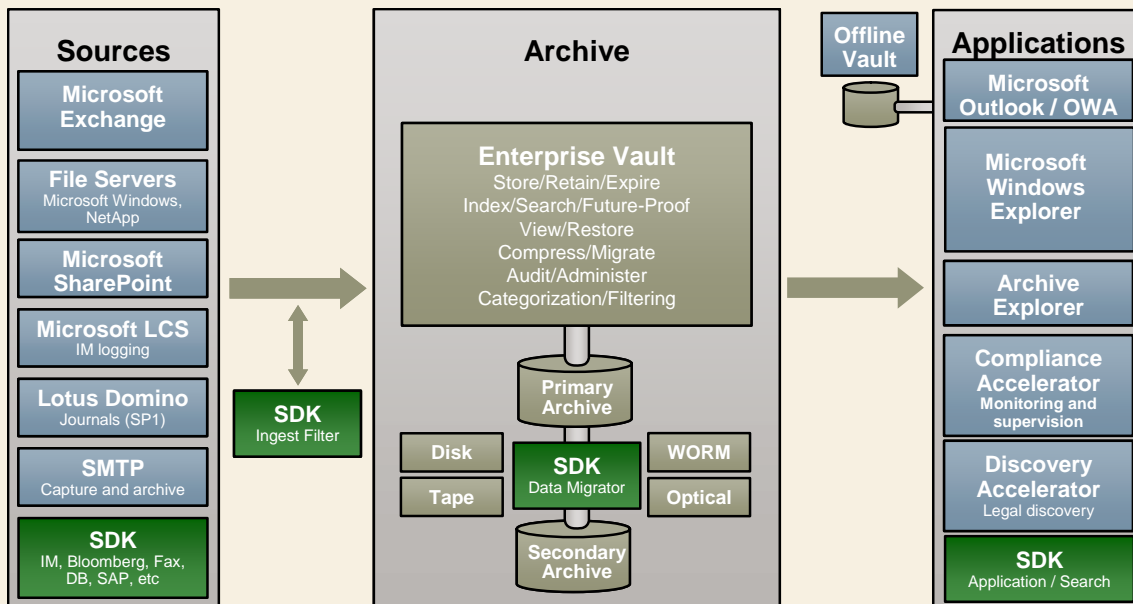 Sources
Microsoft
Exchange
File Servers
Microsoft Windows,
NetApp
Microsoft
SharePoint
Microsoft LCS
IM logging
Lotus Domino
Journals (SP1)
SMTP
Capture and archive
SDK
IM, Bloomberg, Fax,
DB, SAP, etc
SDK
Ingest Filter
Archive
Enterprise Vault
Store/Retain/Expire
Index/Search/Future-Proof
View/Restore
Compress/Migrate
Audit/Administer
Categorization/Filtering
Primary
Archive
Disk
Tape
SDK
Data Migrator
WORM
Optical
Secondary
Archive
Offline
Vault
Applications
Microsoft
Outlook / OWA
Microsoft
Windows
Explorer
Archive
Explorer
Compliance
Accelerator
Monitoring and
supervision
Discovery
Accelerator
Legal discovery
SDK
Application / Search